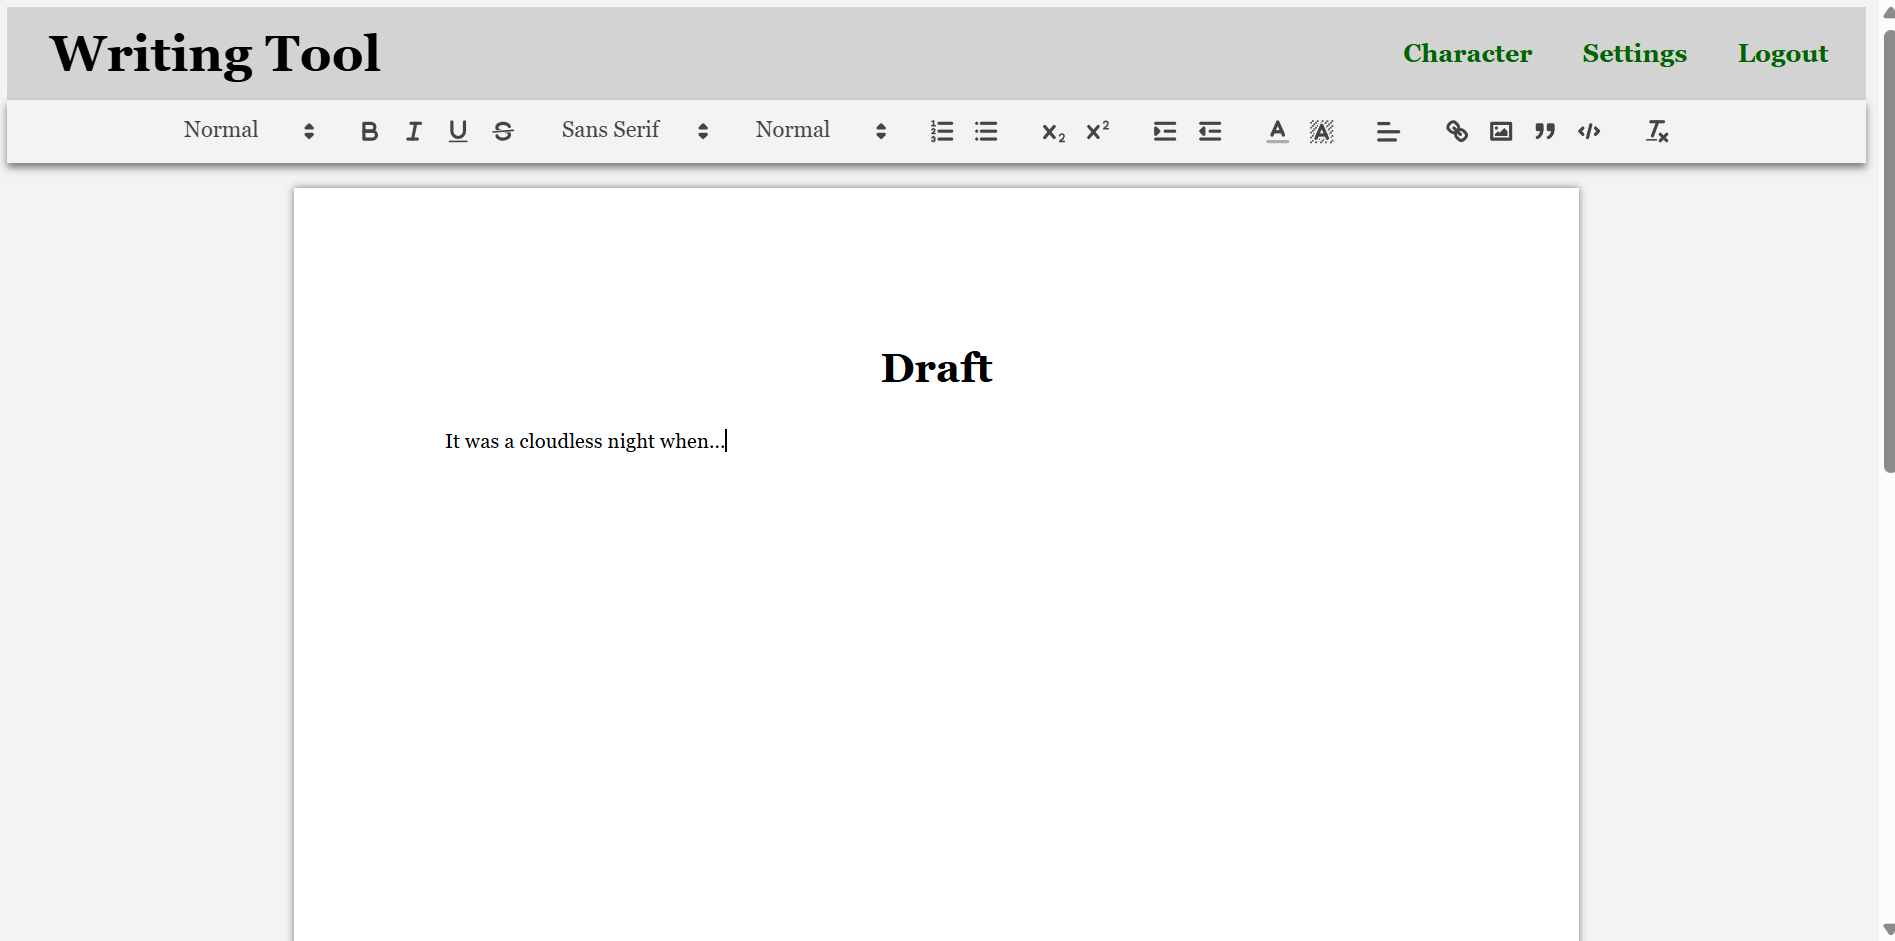 Writing Tool
Character Settings Logout
Normal Sans Serif Normal
Draft
It was a cloudless night when...